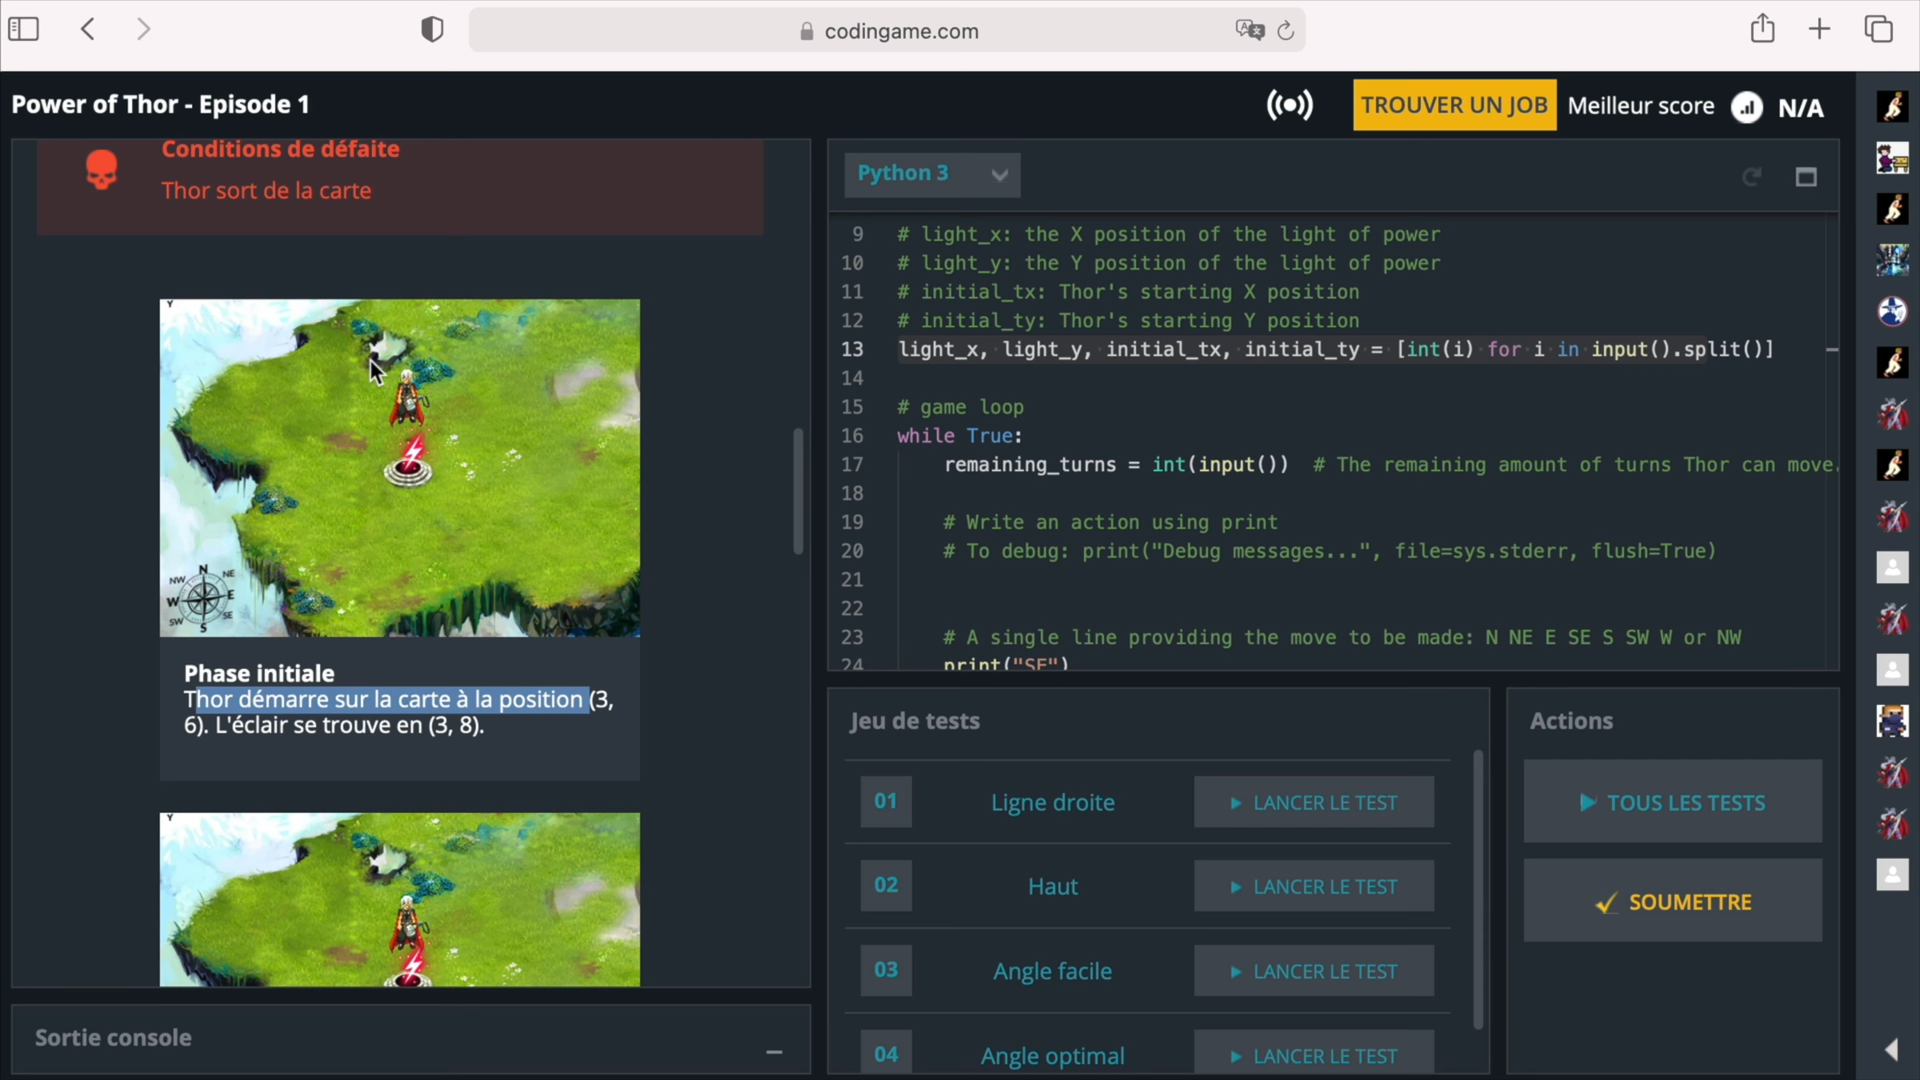 codingame.com
Power of Thor - Episode 1
TROUVER UN JOB
Meilleur score
N/A
Conditions de défaite
Thor sort de la carte
Y
N
NW
NE
W
E
SW
SE
S
Phase initiale
Thor démarre sur la carte à la position (3,
6). L'éclair se trouve en (3, 8).
Y
Sortie console
Python 3
9 # light_x: the X position of the light of power
10 # light_y: the Y position of the light of power
11 # initial_tx: Thor's starting X position
12 # initial_ty: Thor's starting Y position
13 light_x, light_y, initial_tx, initial_ty = [int(i) for i in input().split()]
14
15 # game loop
16 while True:
17 remaining_turns = int(input()) # The remaining amount of turns Thor can move.
18
19 # Write an action using print
20 # To debug: print("Debug messages...", file=sys.stderr, flush=True)
21
22
23 # A single line providing the move to be made: N NE E SE S SW W or NW
24 print("SE")
Jeu de tests
01 Ligne droite LANCER LE TEST
02 Haut LANCER LE TEST
03 Angle facile LANCER LE TEST
04 Angle optimal LANCER LE TEST
Actions
TOUS LES TESTS
SOUMETTRE